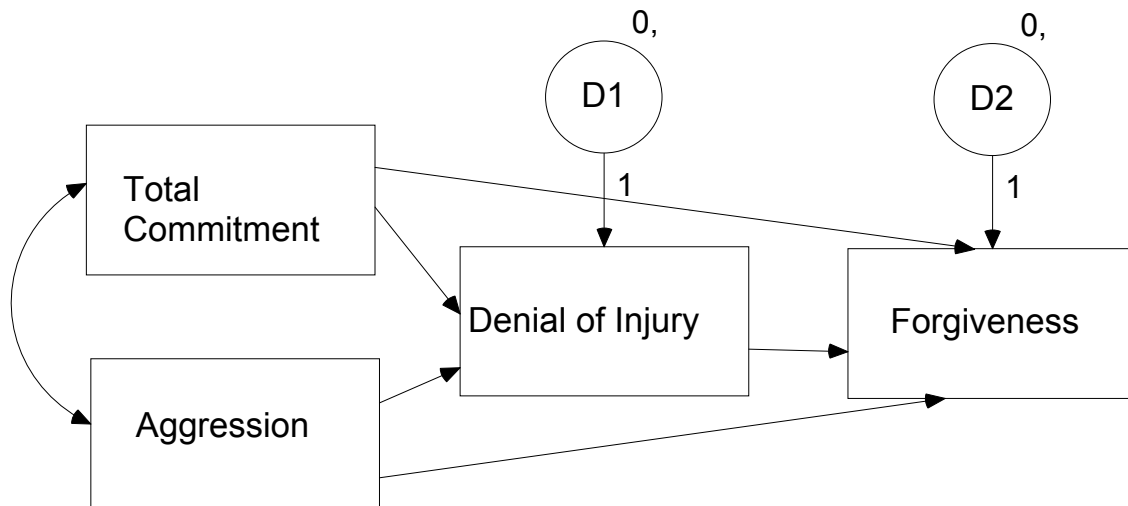 0,
0,
D1
D2
1
1
Total
Commitment
Denial of Injury
Forgiveness
Aggression